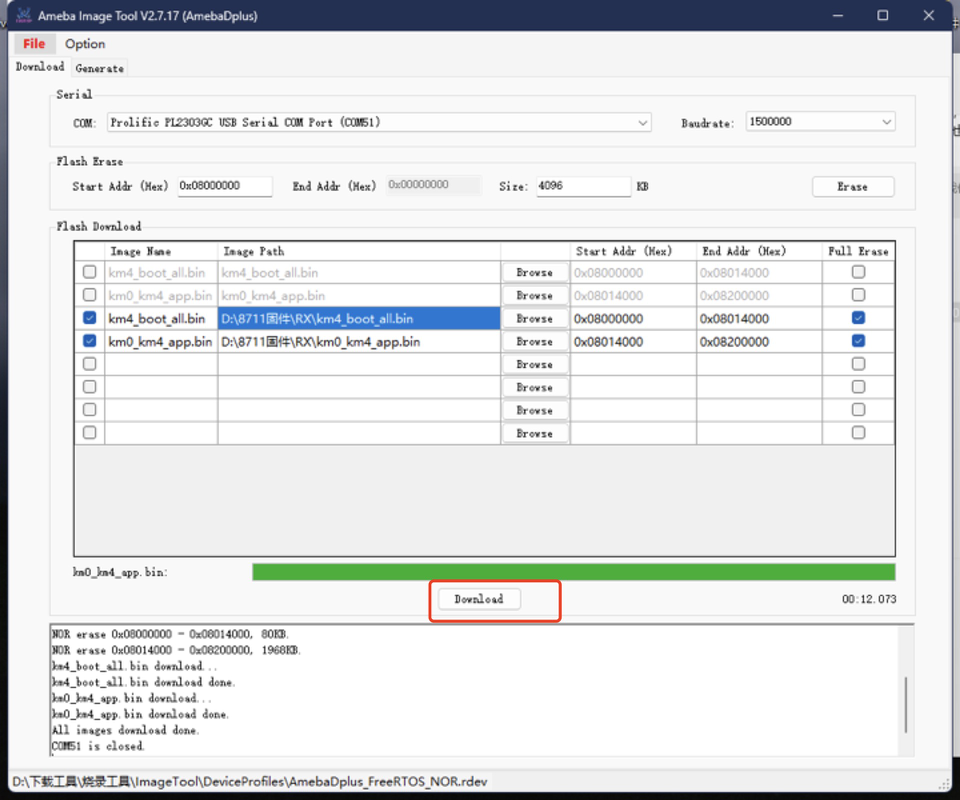 Ameba Image Tool V2.7.17 (AmebaDplus)
File Option
Download Generate
Serial
COM: Prolific PL2303GC USB Serial COM Port (COM51) Baudrate: 1500000
Flash Erase
Start Addr (Hex) 0x08000000 End Addr (Hex) 0x00000000 Size: 4096 KB Erase
Flash Download
Image Name Image Path Start Addr (Hex) End Addr (Hex) Full Erase
km4_boot_all.bin km4_boot_all.bin Browse 0x08000000 0x08014000
km0_km4_app.bin km0_km4_app.bin Browse 0x08014000 0x08200000
km4_boot_all.bin D:\8711固件\RX\km4_boot_all.bin Browse 0x08000000 0x08014000
km0_km4_app.bin D:\8711固件\RX\km0_km4_app.bin Browse 0x08014000 0x08200000
Browse
Browse
Browse
Browse
km0_km4_app.bin:
Download 00:12.073
NOR erase 0x08000000 - 0x08014000, 80KB.
NOR erase 0x08014000 - 0x08200000, 1968KB.
km4_boot_all.bin download...
km4_boot_all.bin download done.
km0_km4_app.bin download...
km0_km4_app.bin download done.
All images download done.
COM51 is closed.
D:\下载工具\烧录工具\ImageTool\DeviceProfiles\AmebaDplus_FreeRTOS_NOR.rdev